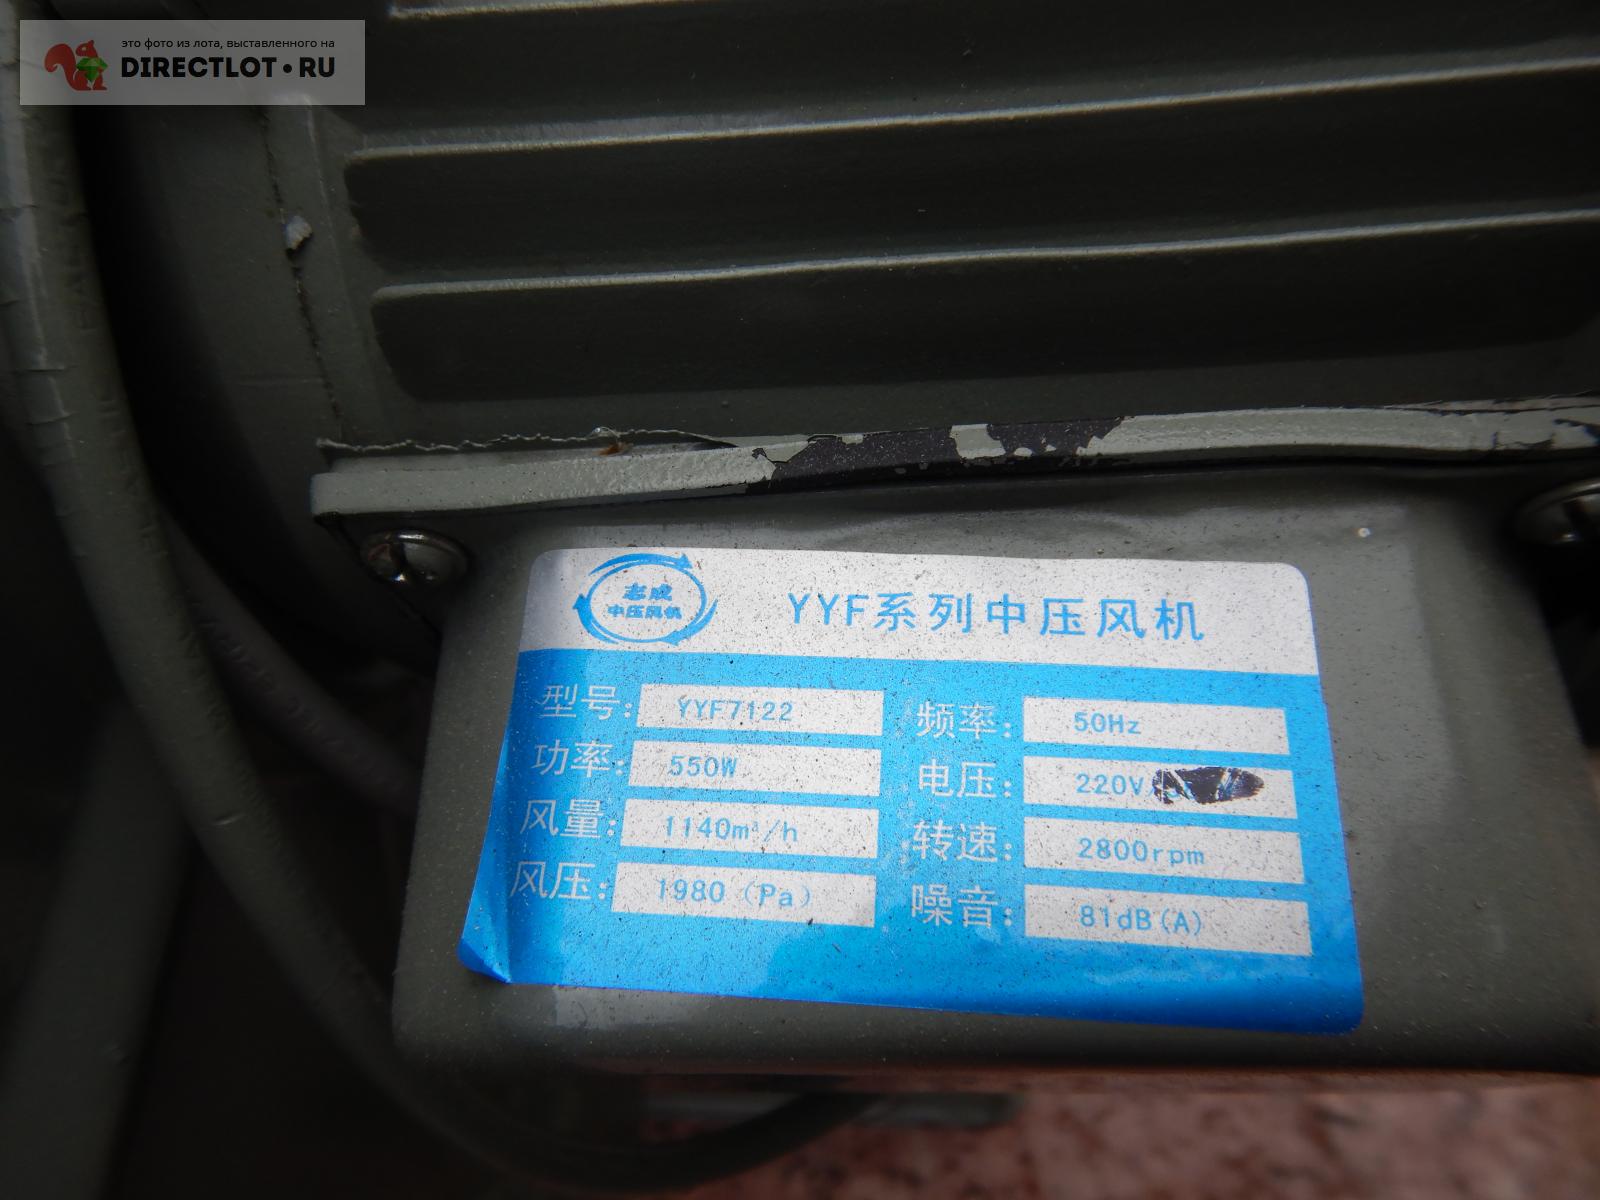 это фото из лота, выставленного на
DIRECTLOT•RU
志成
中压风机
YYF系列中压风机
型号: YYF7122
频率: 50Hz
功率: 550W
电压: 220V
风量: 1140m³/h
转速: 2800rpm
风压: 1980 (Pa)
噪音: 81dB(A)